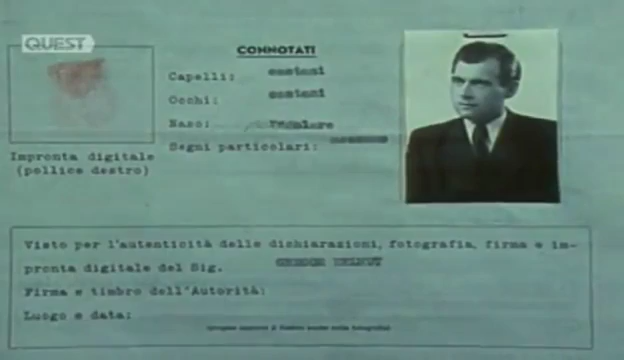 QUEST
CONNOTATI
Capelli: castani
Occhi: castani
Naso: regolare
Segni particolari:
Impronta digitale
(pollice destro)
Visto per l'autenticità delle dichiarazioni, fotografia, firma e im-
pronta digitale del Sig.
Firma e timbro dell'Autorità:
Luogo e data: